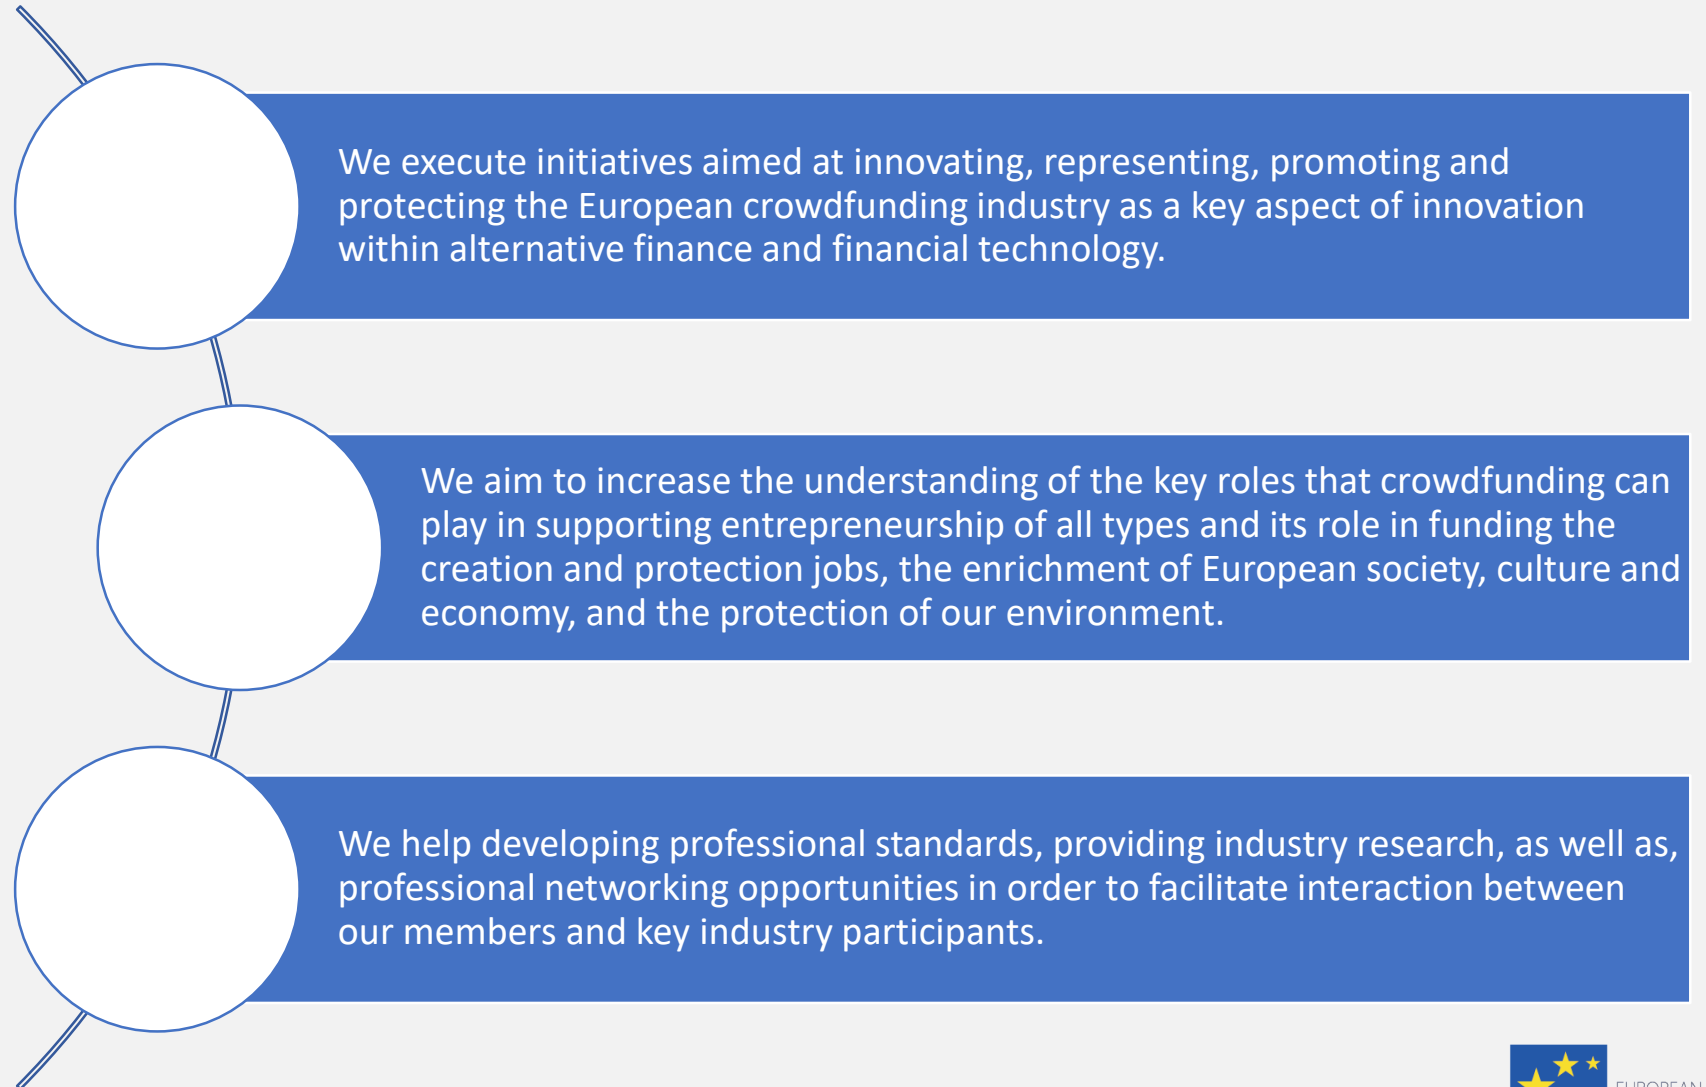 We execute initiatives aimed at innovating, representing, promoting and
protecting the European crowdfunding industry as a key aspect of innovation
within alternative finance and financial technology.
We aim to increase the understanding of the key roles that crowdfunding can
play in supporting entrepreneurship of all types and its role in funding the
creation and protection jobs, the enrichment of European society, culture and
economy, and the protection of our environment.
We help developing professional standards, providing industry research, as well as,
professional networking opportunities in order to facilitate interaction between
our members and key industry participants.
EUROPEAN